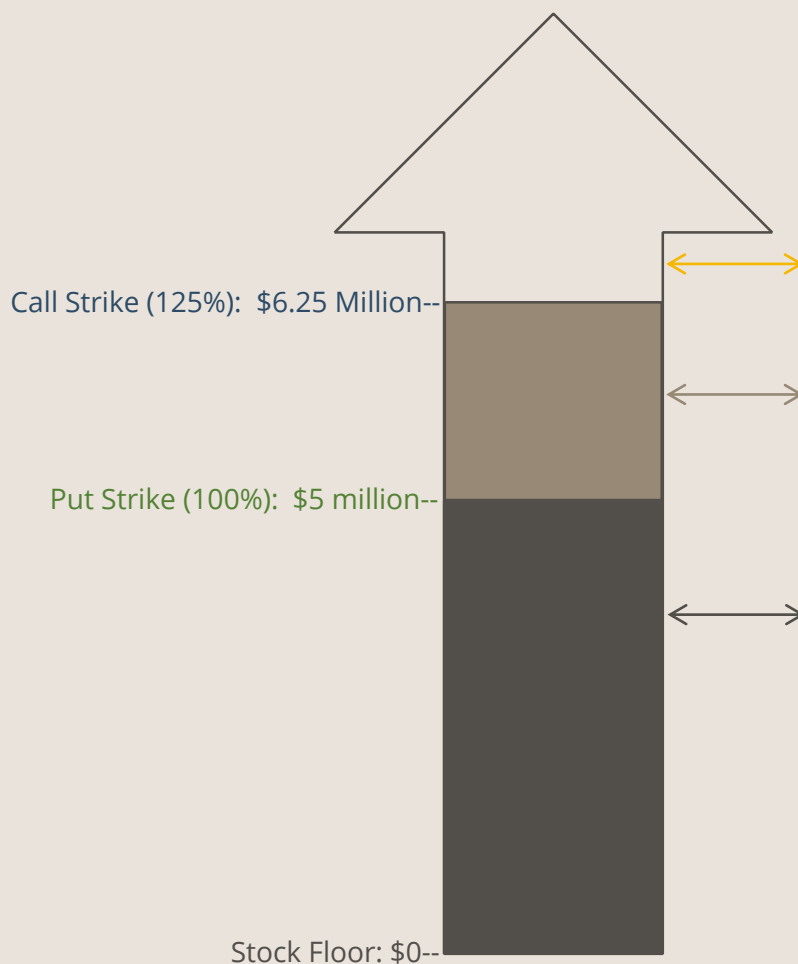 Call Strike (125%):  $6.25 Million--
Put Strike (100%):  $5 million--
Stock Floor: $0--